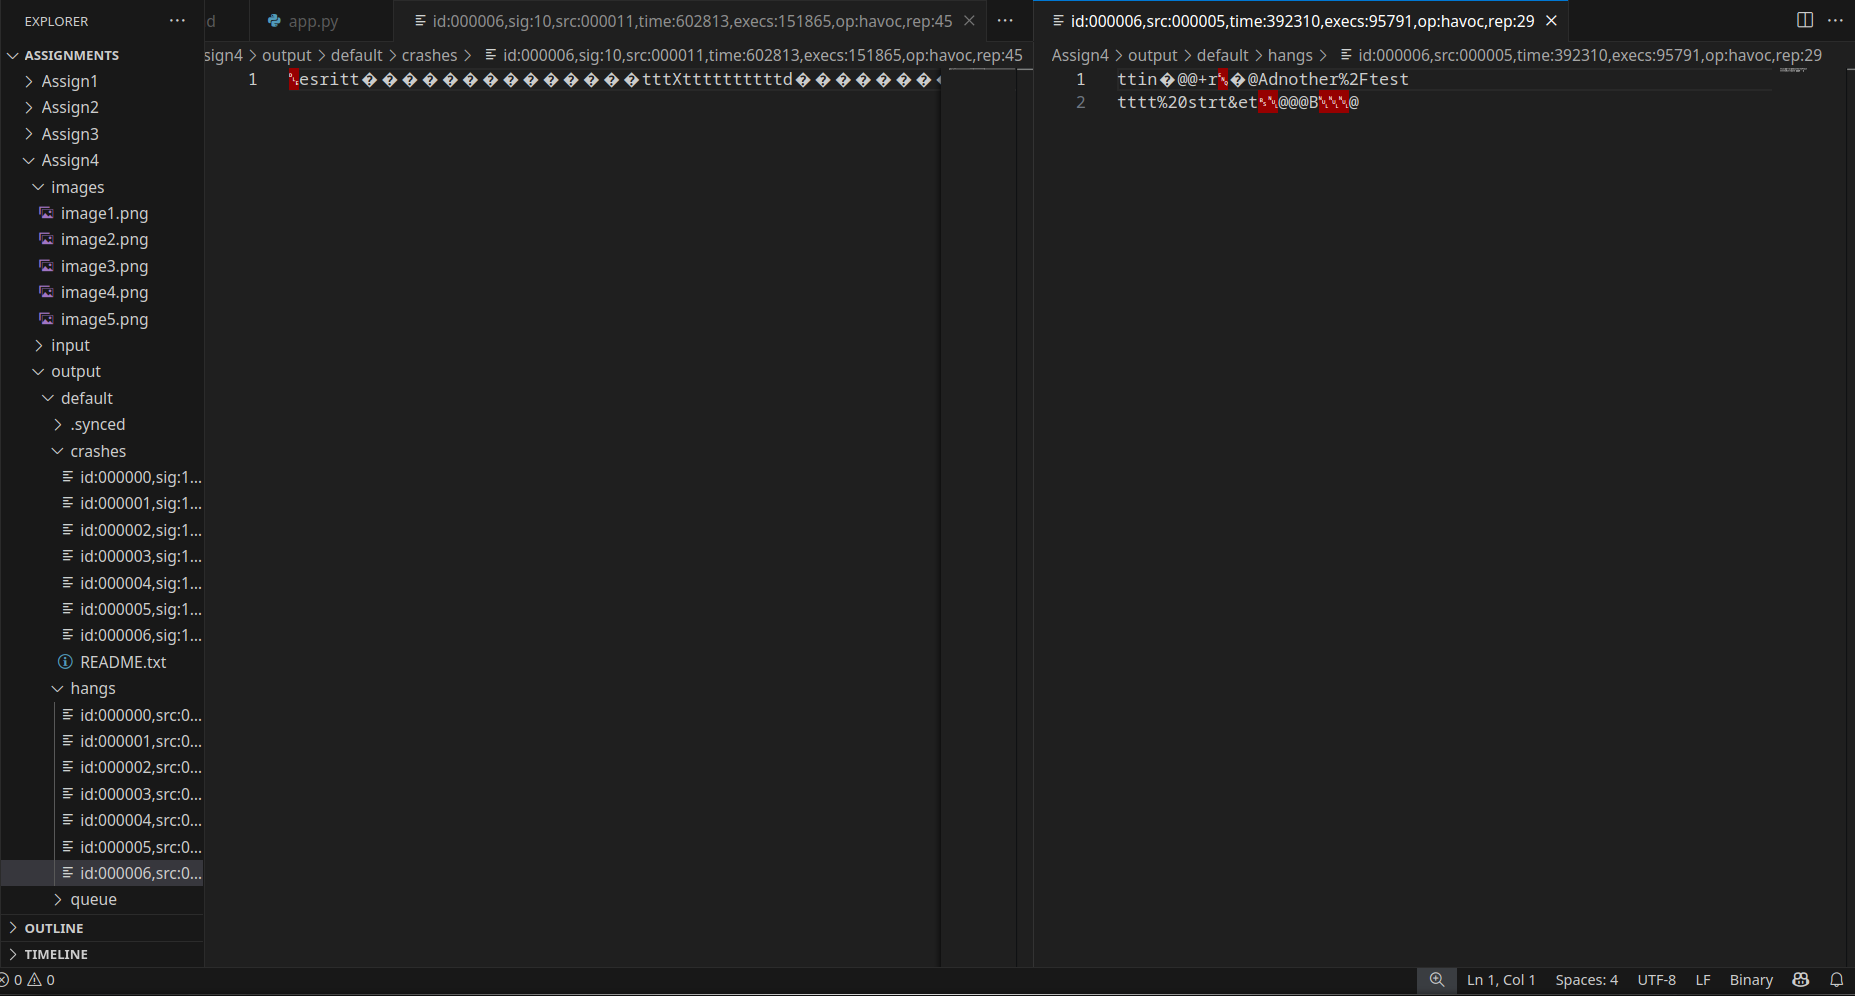 EXPLORER
ASSIGNMENTS
Assign1
Assign2
Assign3
Assign4
images
image1.png
image2.png
image3.png
image4.png
image5.png
input
output
default
.synced
crashes
id:000000,sig:1...
id:000001,sig:1...
id:000002,sig:1...
id:000003,sig:1...
id:000004,sig:1...
id:000005,sig:1...
id:000006,sig:1...
README.txt
hangs
id:000000,src:0...
id:000001,src:0...
id:000002,src:0...
id:000003,src:0...
id:000004,src:0...
id:000005,src:0...
id:000006,src:0...
queue
OUTLINE
TIMELINE
d app.py id:000006,sig:10,src:000011,time:602813,execs:151865,op:havoc,rep:45
sign4 > output > default > crashes > id:000006,sig:10,src:000011,time:602813,execs:151865,op:havoc,rep:45
1 esritt��������������tttXttttttttttd�������
id:000006,src:000005,time:392310,execs:95791,op:havoc,rep:29
Assign4 > output > default > hangs > id:000006,src:000005,time:392310,execs:95791,op:havoc,rep:29
1 ttin�@@+r�@Adnother%2Ftest
2 tttt%20strt&et@@@B@
0 0
Ln 1, Col 1 Spaces: 4 UTF-8 LF Binary